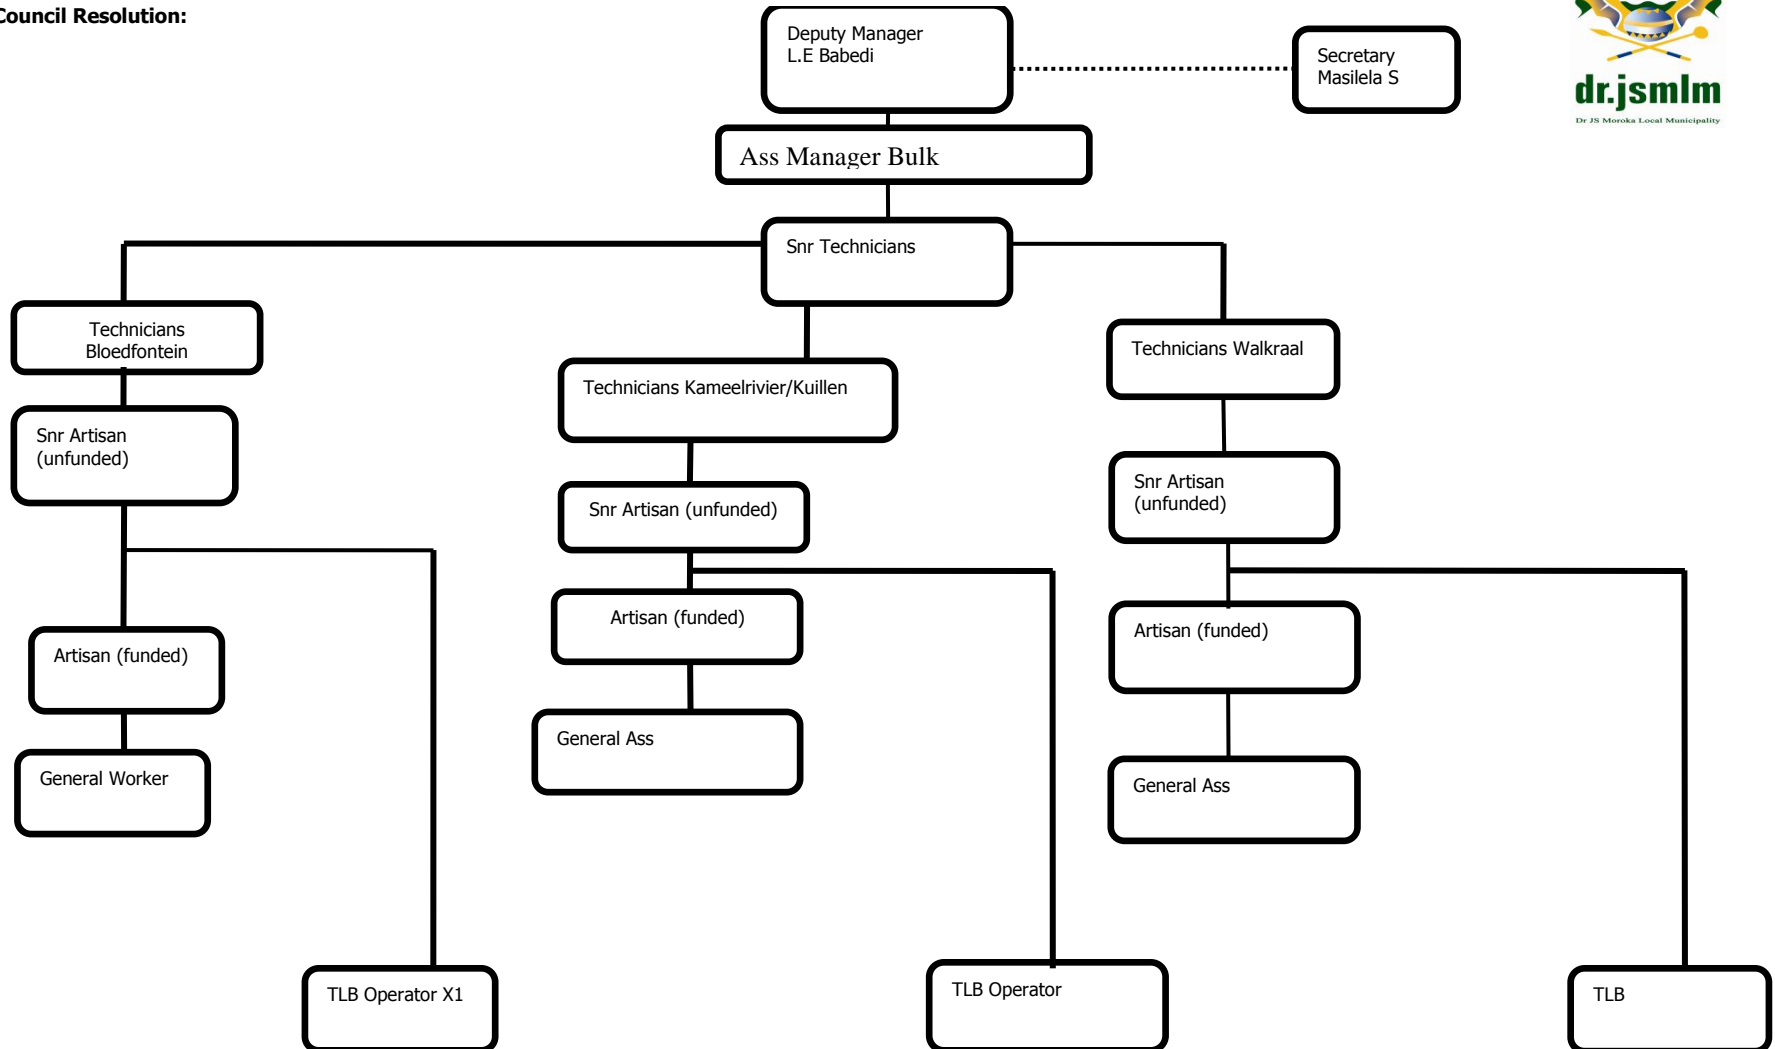 Council Resolution:
Deputy Manager
L.E Babedi
Secretary
Masilela S
dr.jsmlm
Dr JS Moroka Local Municipality
Ass Manager Bulk
Snr Technicians
Technicians
Bloedfontein
Technicians Kameelrivier/Kuillen
Technicians Walkraal
Snr Artisan
(unfunded)
Snr Artisan (unfunded)
Snr Artisan
(unfunded)
Artisan (funded)
Artisan (funded)
Artisan (funded)
General Worker
General Ass
General Ass
TLB Operator X1
TLB Operator
TLB